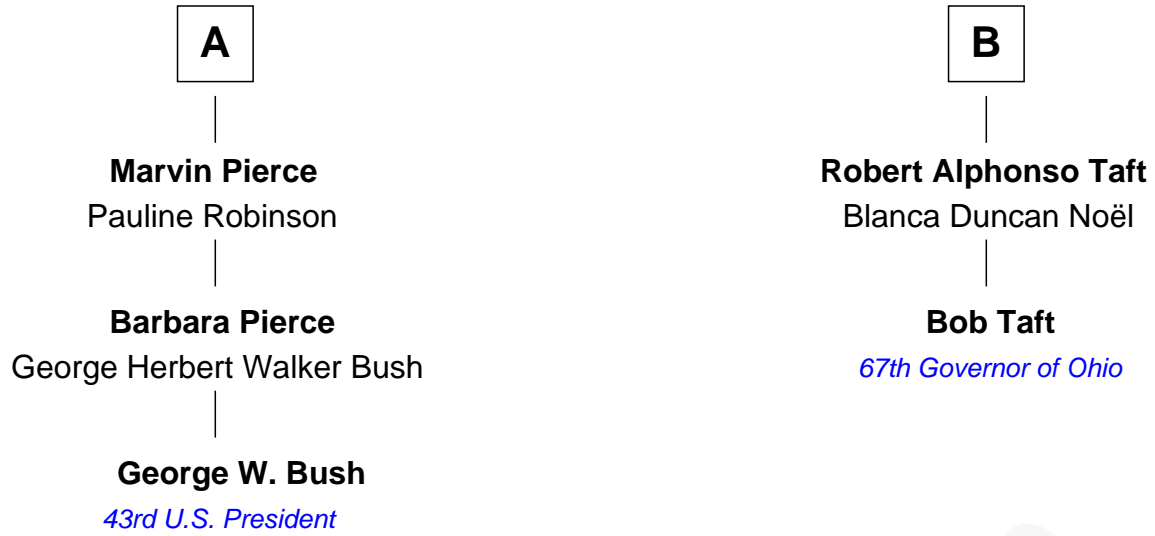 A
Marvin Pierce
Pauline Robinson
Barbara Pierce
George Herbert Walker Bush
George W. Bush
43rd U.S. President
B
Robert Alphonso Taft
Blanca Duncan Noël
Bob Taft
67th Governor of Ohio